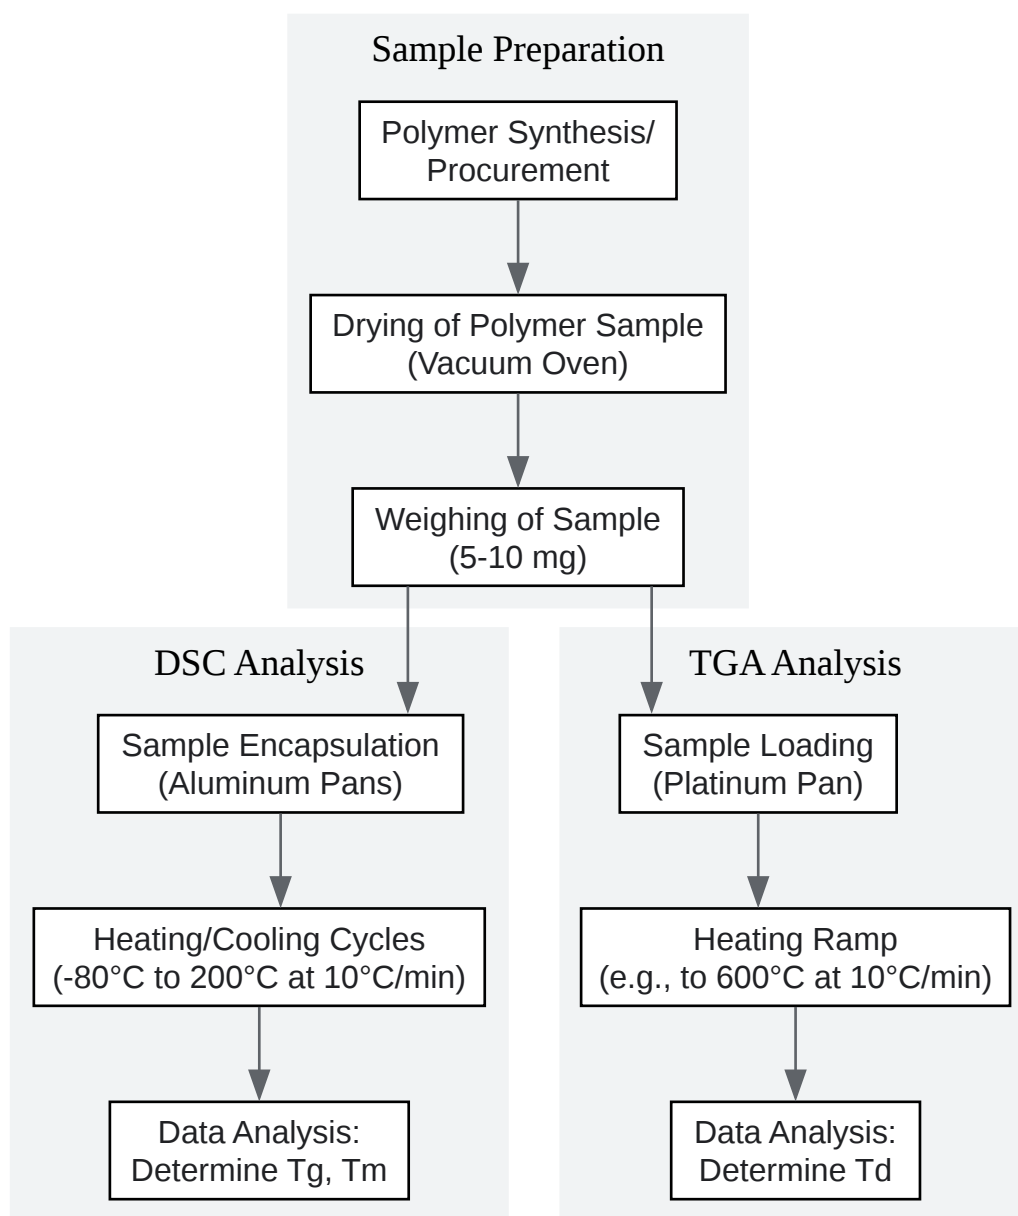 Sample Preparation
Polymer Synthesis/
Procurement
Drying of Polymer Sample
(Vacuum Oven)
Weighing of Sample
(5-10 mg)
DSC Analysis
Sample Encapsulation
(Aluminum Pans)
Heating/Cooling Cycles
(-80°C to 200°C at 10°C/min)
Data Analysis:
Determine Tg, Tm
TGA Analysis
Sample Loading
(Platinum Pan)
Heating Ramp
(e.g., to 600°C at 10°C/min)
Data Analysis:
Determine Td